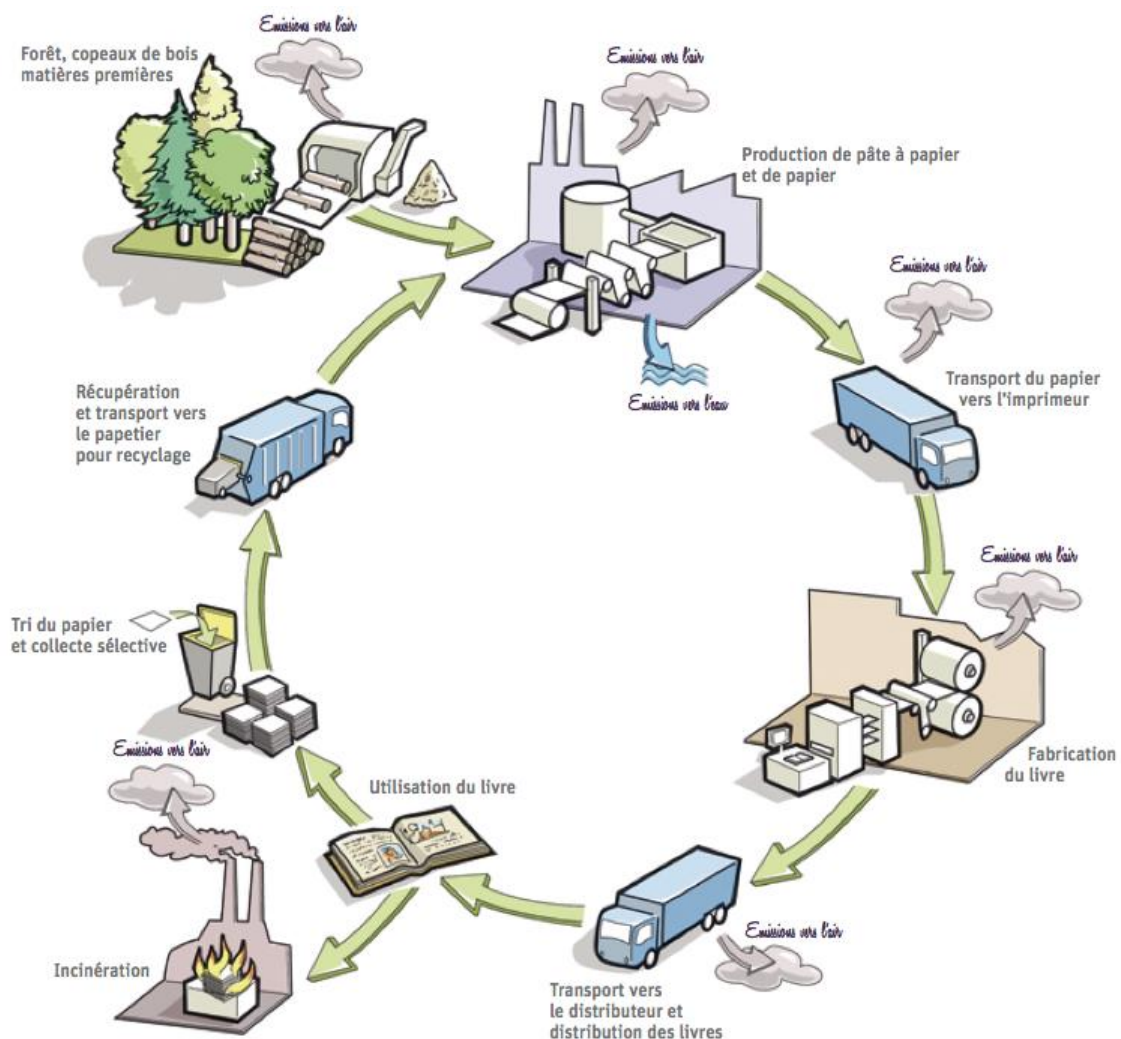 Emissions vers l'air
Forêt, copeaux de bois
matières premières
Emissions vers l'air
Production de pâte à papier
et de papier
Emissions vers l'air
Transport du papier
vers l'imprimeur
Emissions vers l'eau
Récupération
et transport vers
le papetier
pour recyclage
Emissions vers l'air
Tri du papier
et collecte sélective
Fabrication
du livre
Emissions vers l'air
Utilisation du livre
Emissions vers l'air
Incinération
Transport vers
le distributeur et
distribution des livres